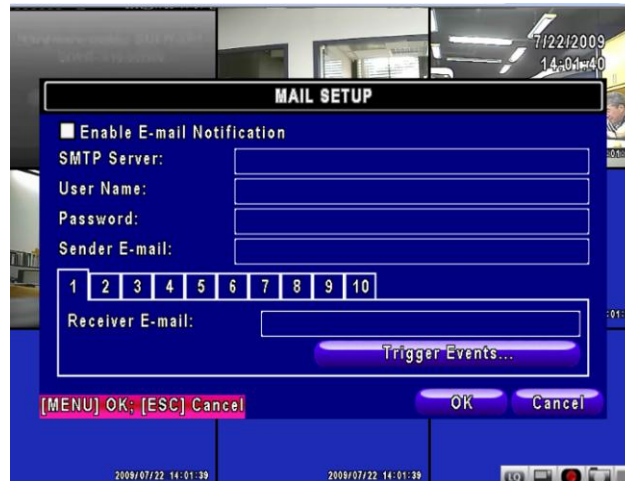 7/22/2009
14:01:40
MAIL SETUP
Enable E-mail Notification
SMTP Server:
User Name:
Password:
Sender E-mail:
1 2 3 4 5 6 7 8 9 10
Receiver E-mail:
Trigger Events...
[MENU] OK; [ESC] Cancel
OK Cancel
2009/07/22 14:01:39 2009/07/22 14:01:39